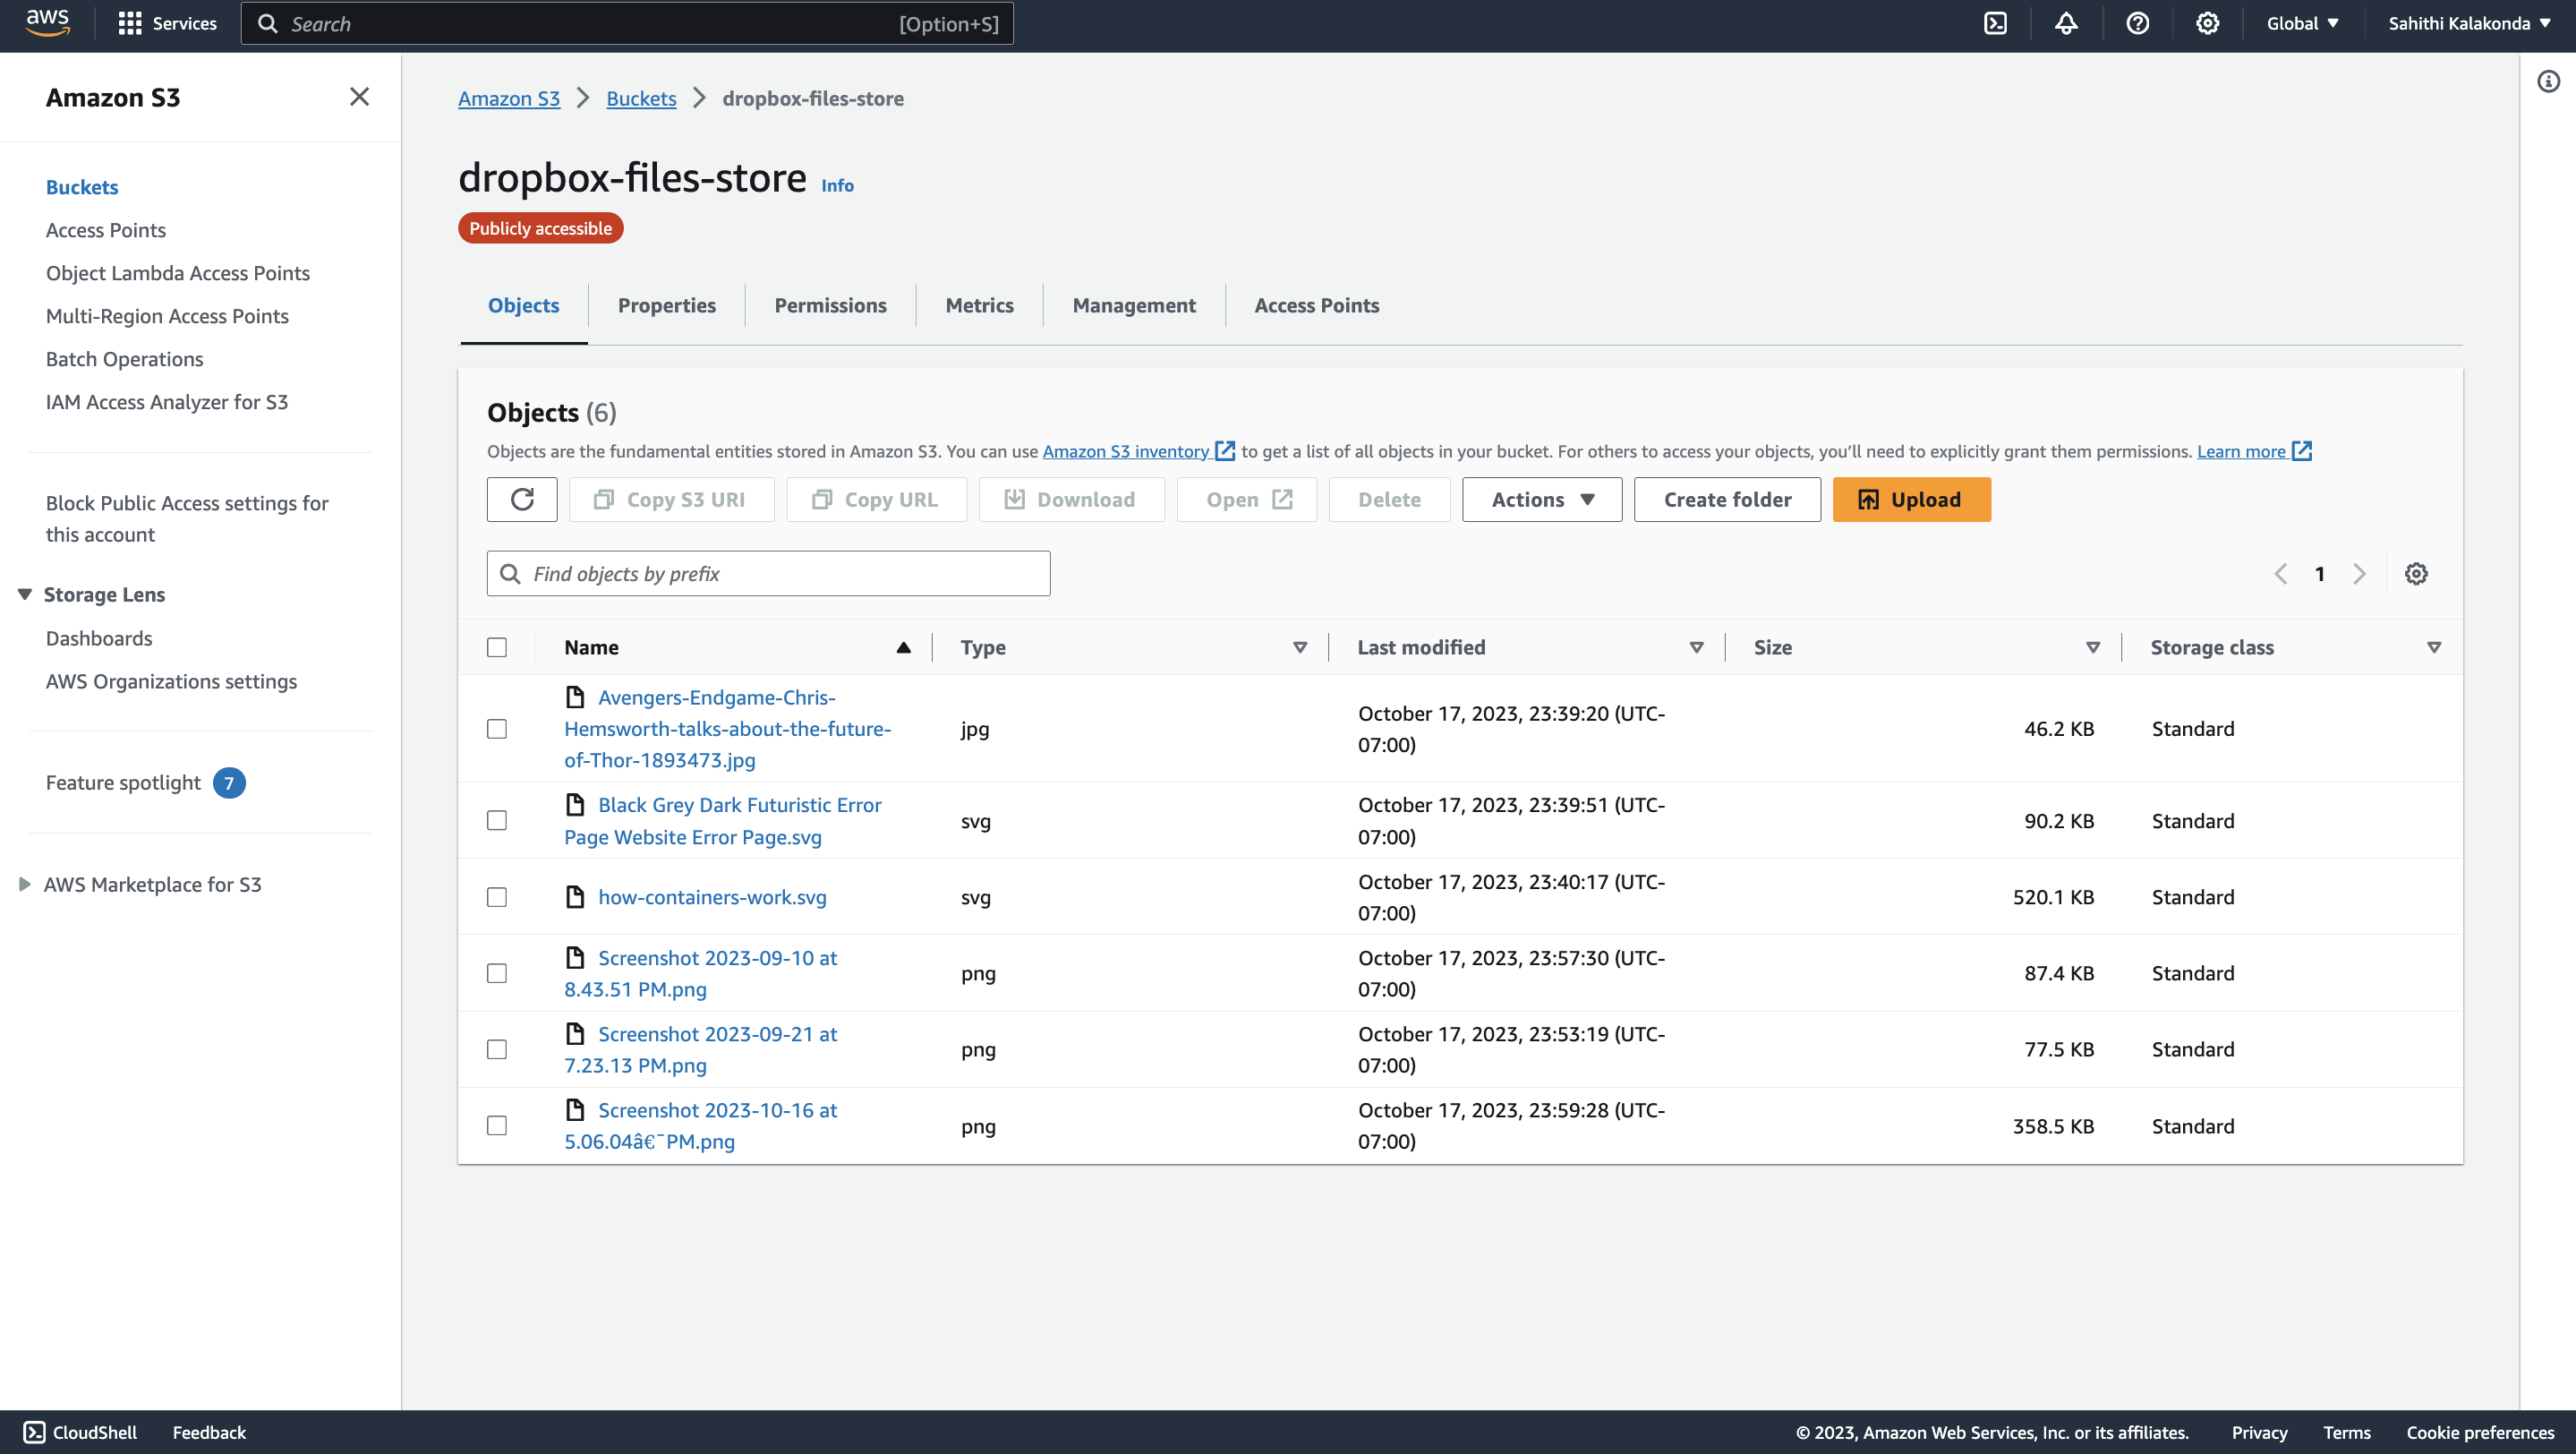 aws
Services
Search
[Option+S]
Global
Sahithi Kalakonda
Amazon S3
Buckets
Access Points
Object Lambda Access Points
Multi-Region Access Points
Batch Operations
IAM Access Analyzer for S3
Block Public Access settings for
this account
Storage Lens
Dashboards
AWS Organizations settings
Feature spotlight 7
AWS Marketplace for S3
Amazon S3 > Buckets > dropbox-files-store
dropbox-files-store Info
Publicly accessible
Objects
Properties
Permissions
Metrics
Management
Access Points
Objects (6)
Objects are the fundamental entities stored in Amazon S3. You can use Amazon S3 inventory to get a list of all objects in your bucket. For others to access your objects, you’ll need to explicitly grant them permissions. Learn more
Copy S3 URI
Copy URL
Download
Open
Delete
Actions
Create folder
Upload
Find objects by prefix
1
Name
Type
Last modified
Size
Storage class
Avengers-Endgame-Chris-
Hemsworth-talks-about-the-future-
of-Thor-1893473.jpg
jpg
October 17, 2023, 23:39:20 (UTC-
07:00)
46.2 KB
Standard
Black Grey Dark Futuristic Error
Page Website Error Page.svg
svg
October 17, 2023, 23:39:51 (UTC-
07:00)
90.2 KB
Standard
how-containers-work.svg
svg
October 17, 2023, 23:40:17 (UTC-
07:00)
520.1 KB
Standard
Screenshot 2023-09-10 at
8.43.51 PM.png
png
October 17, 2023, 23:57:30 (UTC-
07:00)
87.4 KB
Standard
Screenshot 2023-09-21 at
7.23.13 PM.png
png
October 17, 2023, 23:53:19 (UTC-
07:00)
77.5 KB
Standard
Screenshot 2023-10-16 at
5.06.04â€¯PM.png
png
October 17, 2023, 23:59:28 (UTC-
07:00)
358.5 KB
Standard
CloudShell
Feedback
© 2023, Amazon Web Services, Inc. or its affiliates.
Privacy
Terms
Cookie preferences